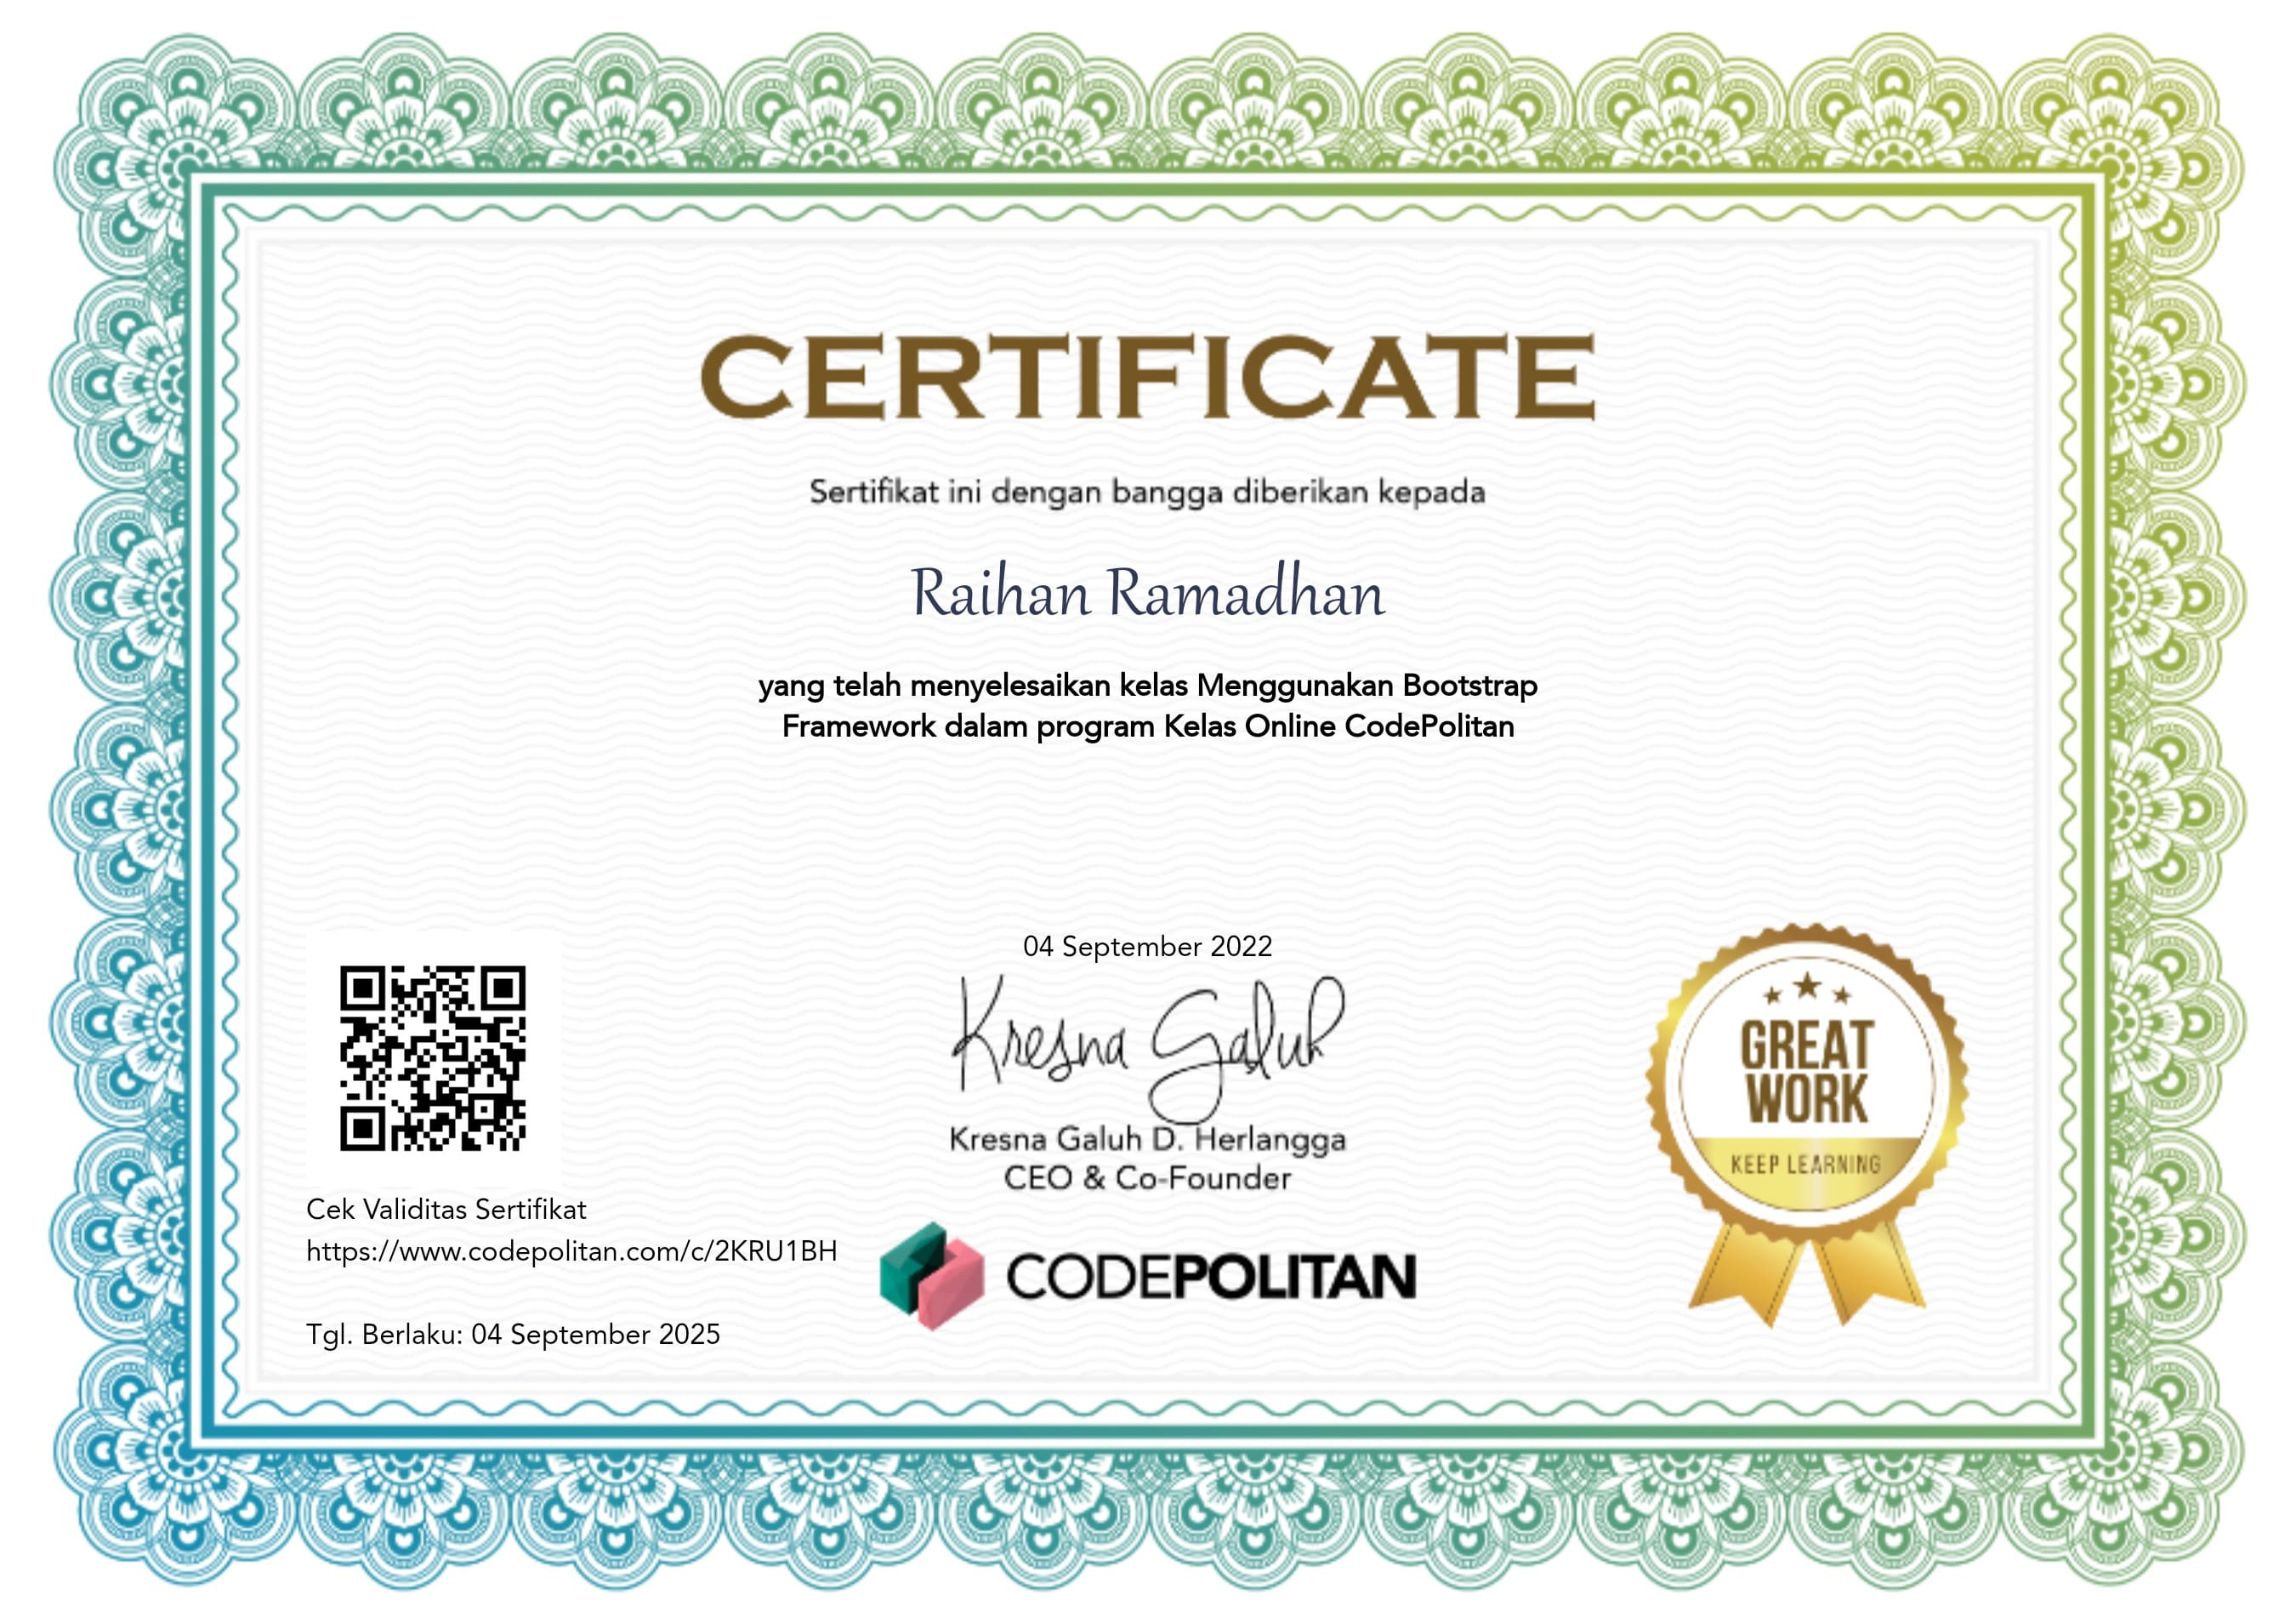 CERTIFICATE
Sertifikat ini dengan bangga diberikan kepada
Raihan Ramadhan
yang telah menyelesaikan kelas Menggunakan Bootstrap
Framework dalam program Kelas Online CodePolitan
04 September 2022
Kresna Galuh
Kresna Galuh D. Herlangga
CEO & Co-Founder
CODEPOLITAN
Cek Validitas Sertifikat
https://www.codepolitan.com/c/2KRU1BH
Tgl. Berlaku: 04 September 2025
GREAT
WORK
KEEP LEARNING